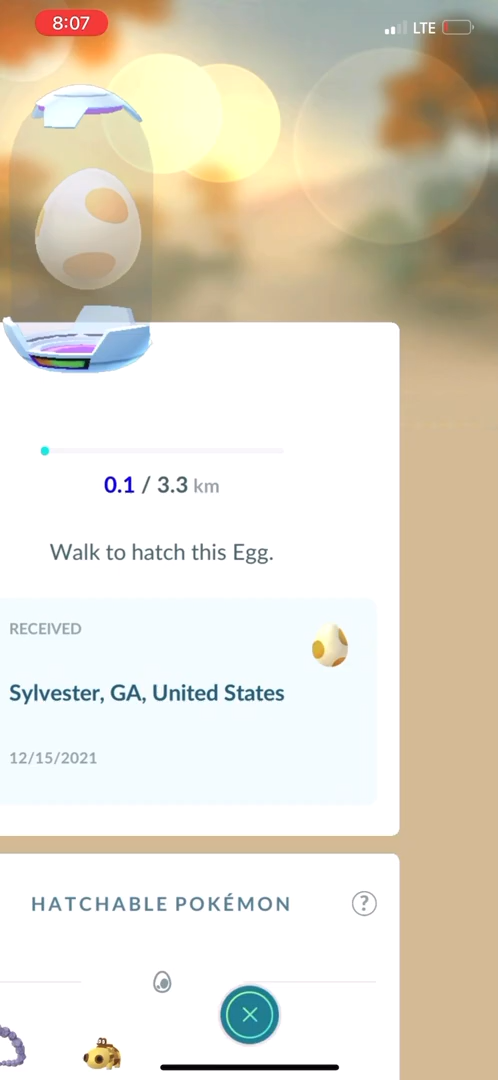 8:07
LTE
0.1 / 3.3 km
Walk to hatch this Egg.
RECEIVED
Sylvester, GA, United States
12/15/2021
HATCHABLE POKÉMON
?